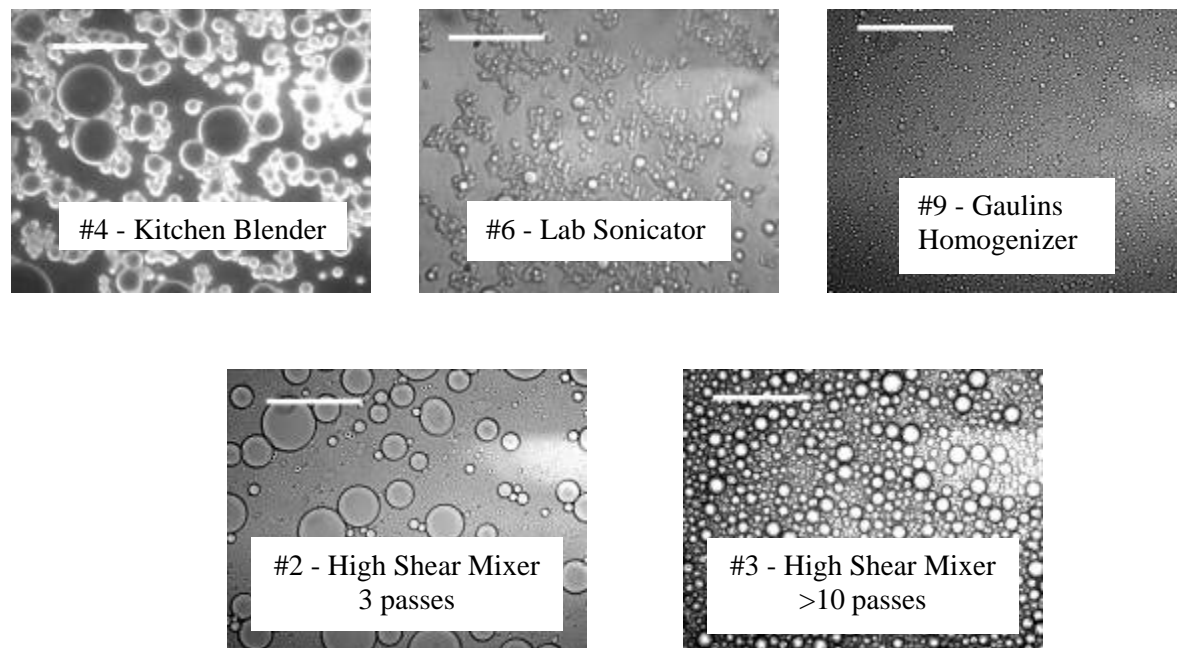 #4 - Kitchen Blender
#6 - Lab Sonicator
#9 - Gaulins
Homogenizer
#2 - High Shear Mixer
3 passes
#3 - High Shear Mixer
>10 passes